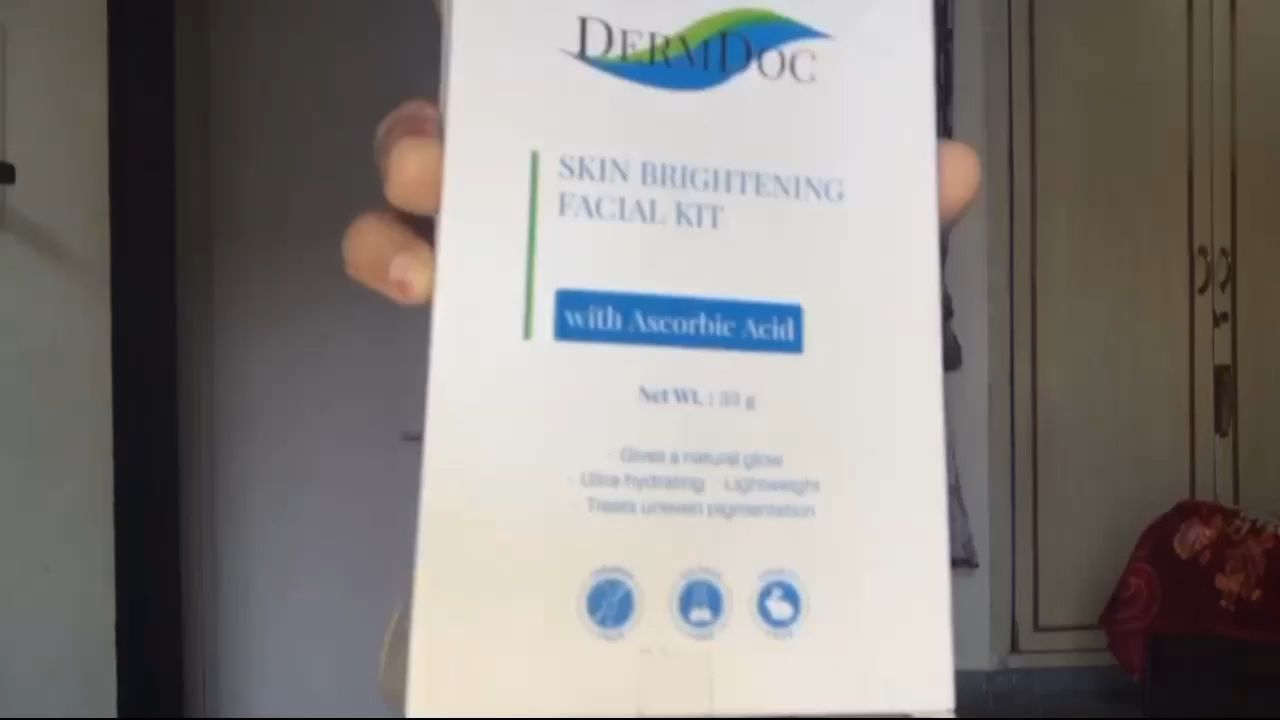 DERMDOC
SKIN BRIGHTENING
FACIAL KIT
with Ascorbic Acid
Net Wt. : g
· Gives a natural glow
· Ultra hydrating · Lightweight
· Treats uneven pigmentation